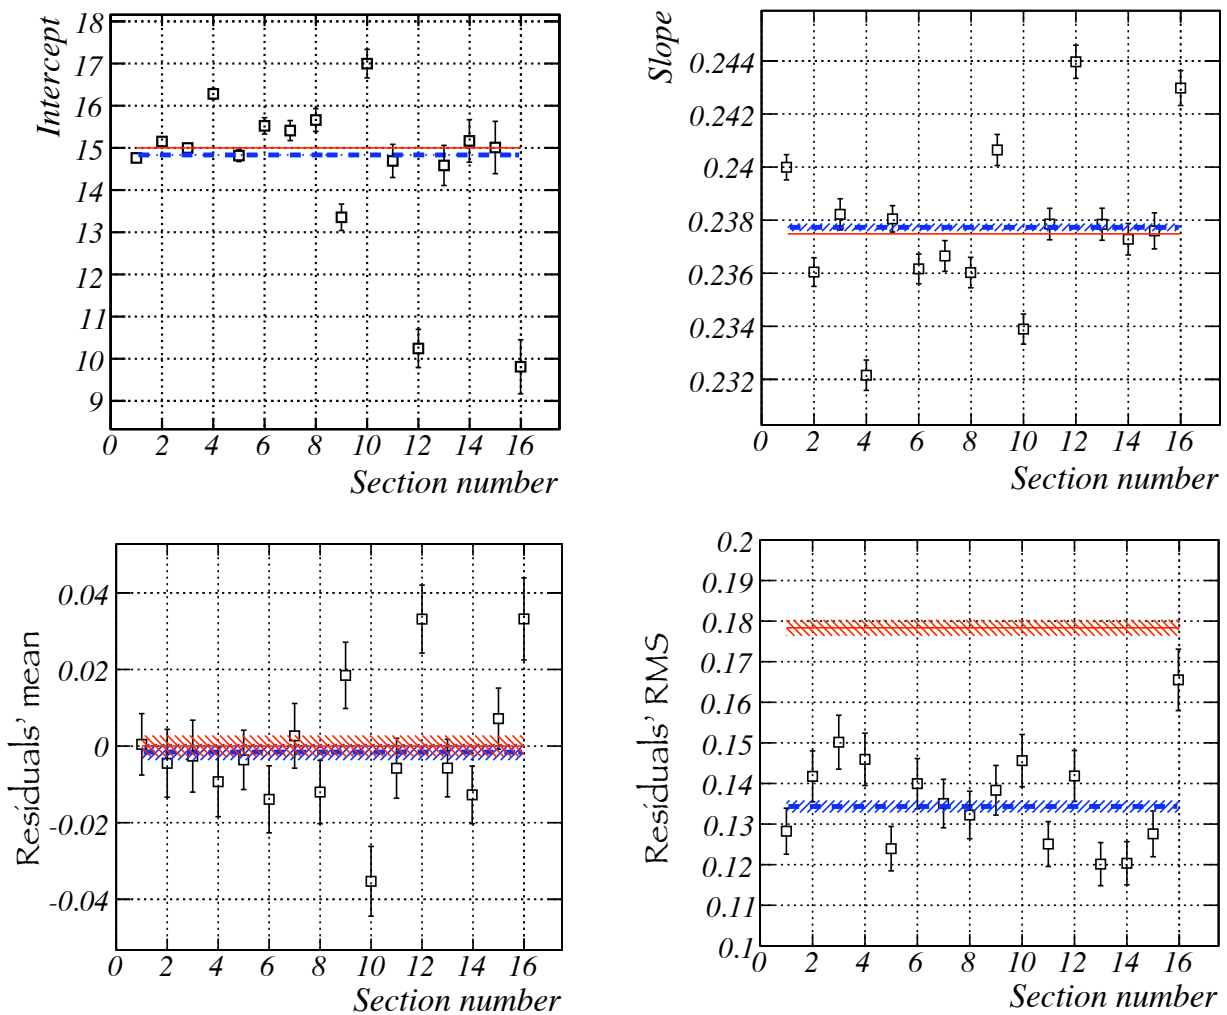 Intercept
18
17
16
15
14
13
12
11
10
9
0 2 4 6 8 10 12 14 16
Section number
Slope
0.244
0.242
0.24
0.238
0.236
0.234
0.232
0 2 4 6 8 10 12 14 16
Section number
Residuals' mean
0.04
0.02
0
-0.02
-0.04
0 2 4 6 8 10 12 14 16
Section number
Residuals' RMS
0.2
0.19
0.18
0.17
0.16
0.15
0.14
0.13
0.12
0.11
0.1
0 2 4 6 8 10 12 14 16
Section number